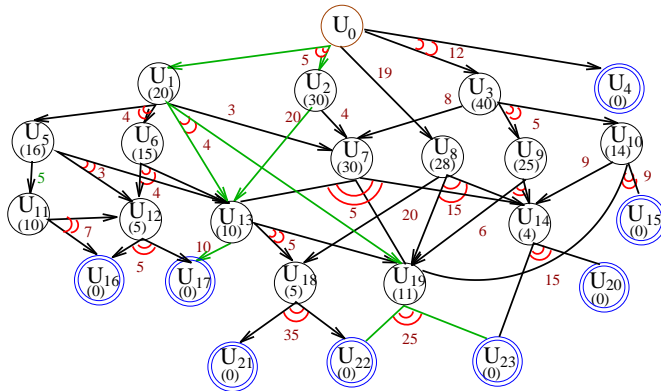 U0
5
12
19
U1
(20)
U2
(30)
U3
(40)
U4
(0)
4
3
4
20
4
8
5
U5
(16)
U6
(15)
U7
(30)
U8
(28)
U9
(25)
U10
(14)
5
3
4
9
9
U11
(10)
U12
(5)
U13
(10)
5
20
15
6
U14
(4)
U15
(0)
7
5
10
5
15
U16
(0)
U17
(0)
U18
(5)
U19
(11)
U20
(0)
35
25
U21
(0)
U22
(0)
U23
(0)